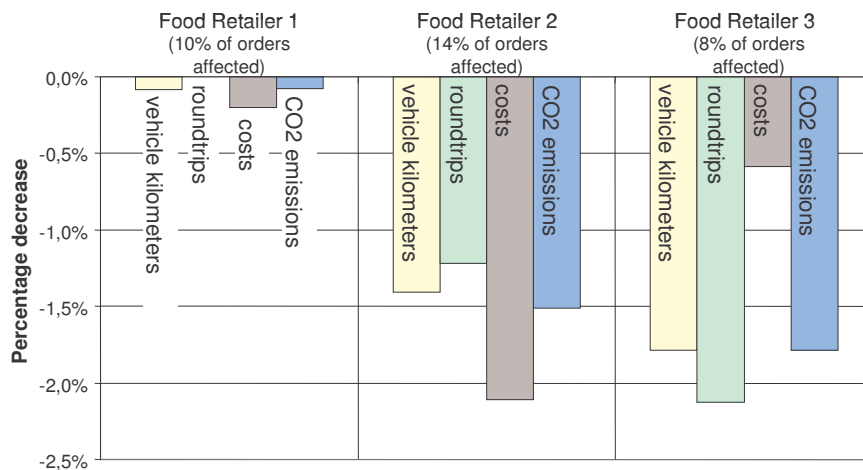 Food Retailer 1
(10% of orders
affected)
Food Retailer 2
(14% of orders
affected)
Food Retailer 3
(8% of orders
affected)
Percentage decrease
0,0%
-0,5%
-1,0%
-1,5%
-2,0%
-2,5%
vehicle kilometers
roundtrips
costs
CO2 emissions
vehicle kilometers
roundtrips
costs
CO2 emissions
vehicle kilometers
roundtrips
costs
CO2 emissions